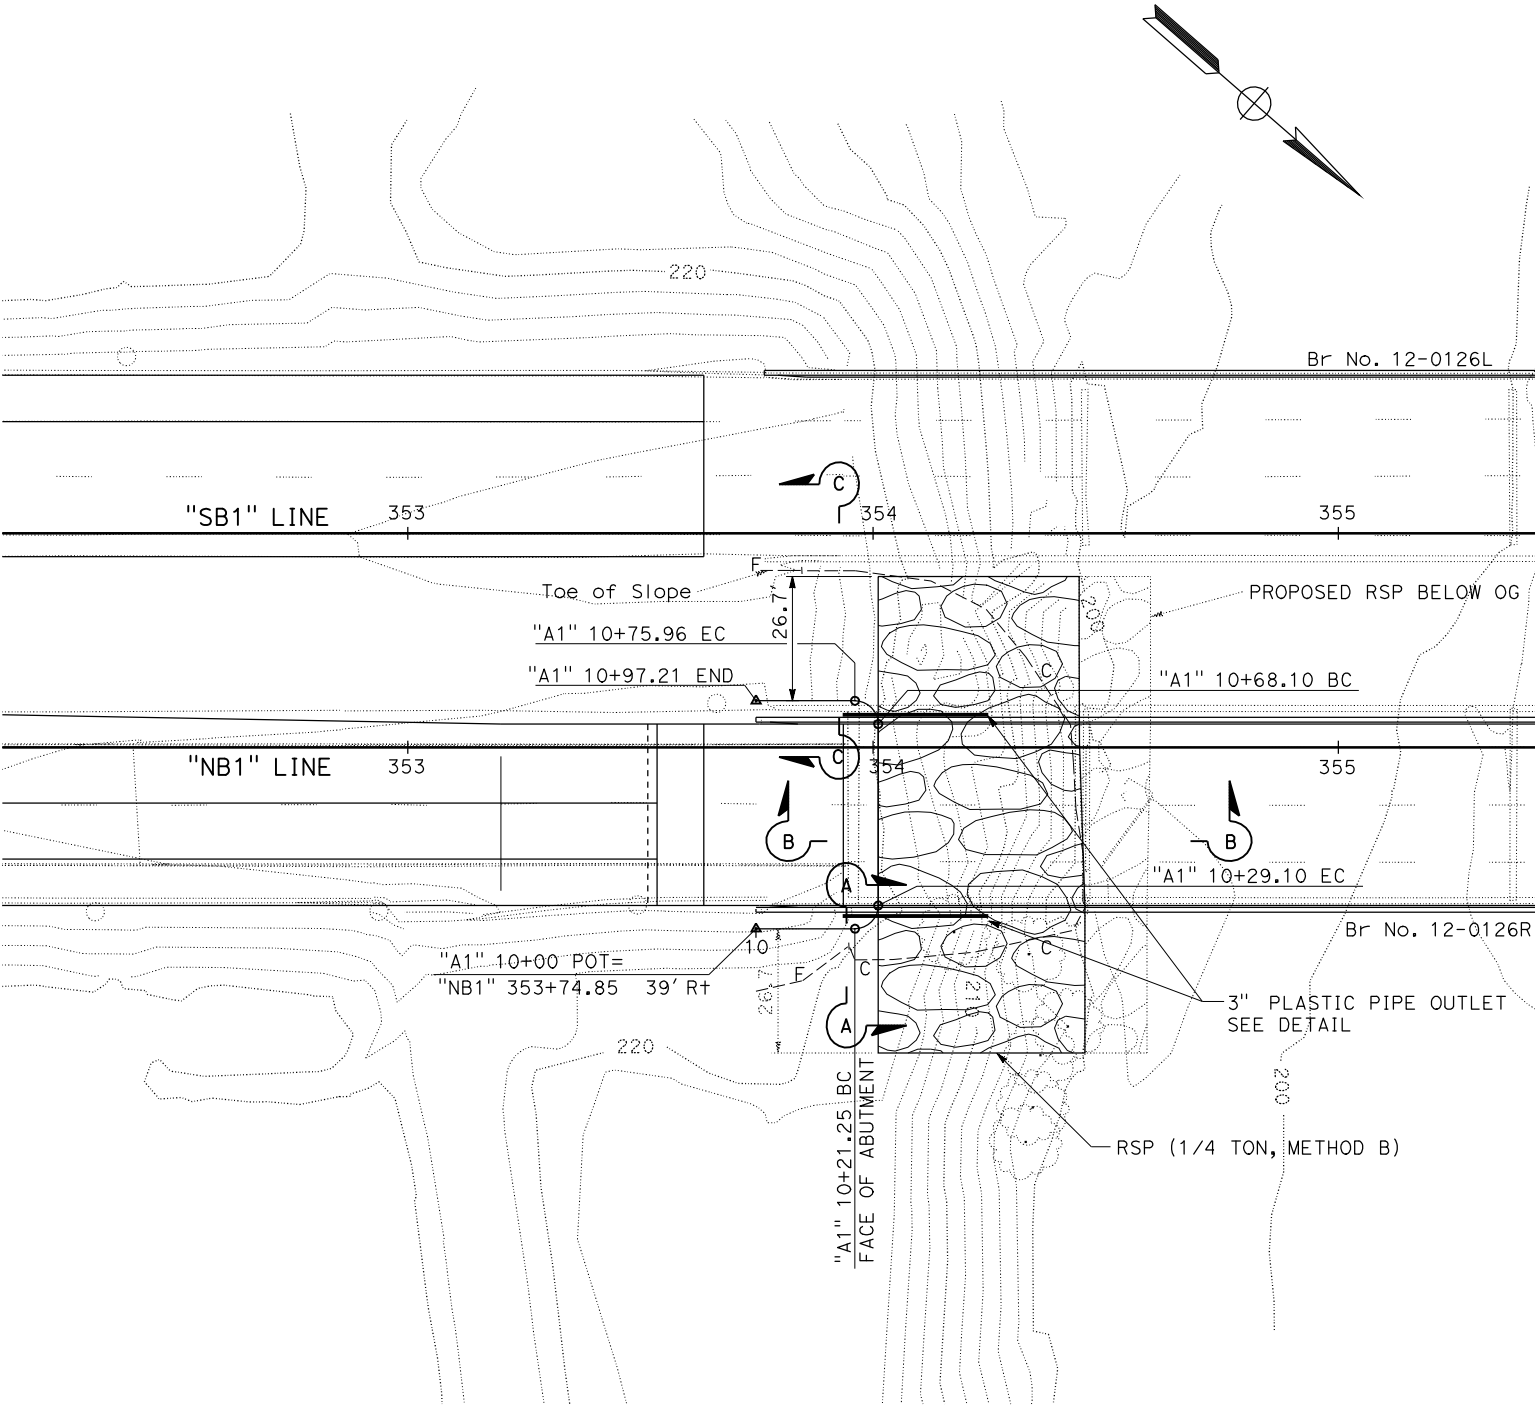 220
Br No. 12-0126L
C
"SB1" LINE
353
354
355
F
Toe of Slope
26.7'
200
PROPOSED RSP BELOW OG
"A1" 10+75.96 EC
"A1" 10+97.21 END
C
"A1" 10+68.10 BC
"NB1" LINE
353
C
354
355
B
B
A
"A1" 10+29.10 EC
Br No. 12-0126R
10
"A1" 10+00 POT=
"NB1" 353+74.85 39' Rt
F
C
C
26.7'
210
3" PLASTIC PIPE OUTLET
SEE DETAIL
A
220
"A1" 10+21.25 BC
FACE OF ABUTMENT
200
RSP (1/4 TON, METHOD B)